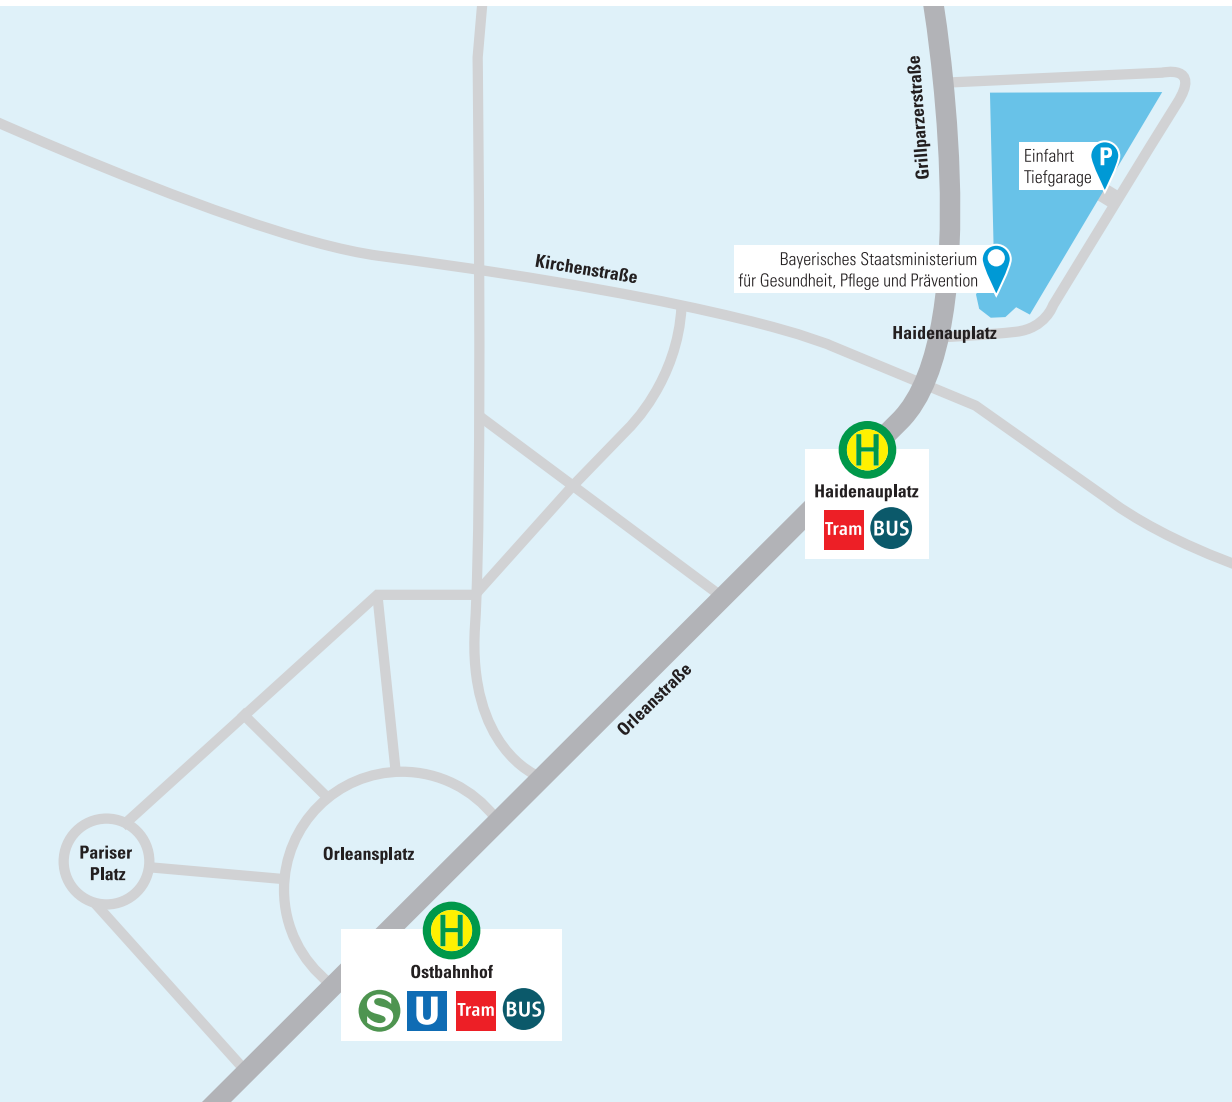 Grillparzerstraße
Einfahrt
Tiefgarage
P
Kirchenstraße
Bayerisches Staatsministerium
für Gesundheit, Pflege und Prävention
Haidenauplatz
H
Haidenauplatz
Tram BUS
Orleanstraße
Pariser
Platz
Orleansplatz
H
Ostbahnhof
S U Tram BUS